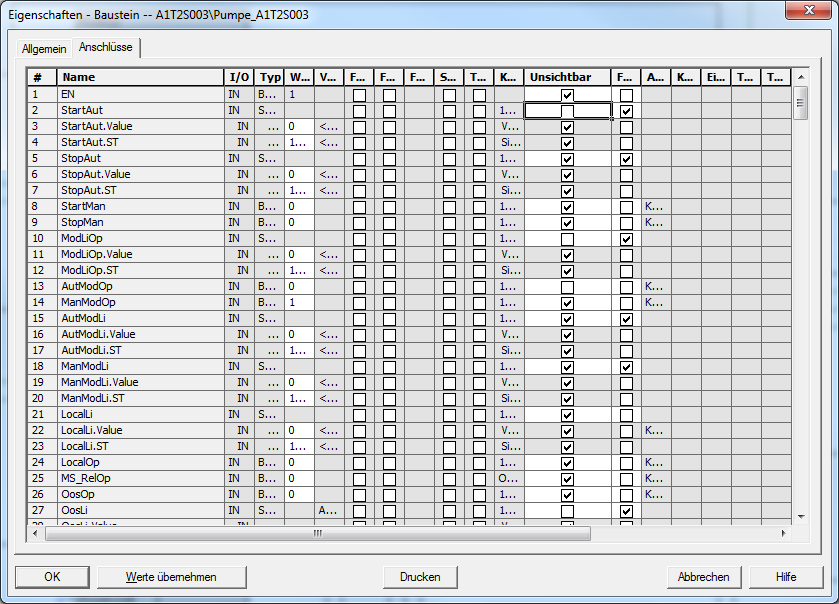 Eigenschaften - Baustein -- A1T2S003\Pumpe_A1T2S003
Allgemein Anschlüsse
# Name I/O Typ W... V... F... F... F... S... T... K... Unsichtbar F... A... K... Ei... T... T...
1 EN IN B... 1
2 StartAut IN S... 1...
3 StartAut.Value IN ... 0 <... V...
4 StartAut.ST IN ... 1... <... Si...
5 StopAut IN S... 1...
6 StopAut.Value IN ... 0 <... V...
7 StopAut.ST IN ... 1... <... Si...
8 StartMan IN B... 0 1... K...
9 StopMan IN B... 0 1... K...
10 ModLiOp IN S... 1...
11 ModLiOp.Value IN ... 0 <... V...
12 ModLiOp.ST IN ... 1... <... Si...
13 AutModOp IN B... 0 1... K...
14 ManModOp IN B... 1 1... K...
15 AutModLi IN S... 1...
16 AutModLi.Value IN ... 0 <... V...
17 AutModLi.ST IN ... 1... <... Si...
18 ManModLi IN S... 1...
19 ManModLi.Value IN ... 0 <... V...
20 ManModLi.ST IN ... 1... <... Si...
21 LocalLi IN S... 1...
22 LocalLi.Value IN ... 0 <... V... K...
23 LocalLi.ST IN ... 1... <... Si...
24 LocalOp IN B... 0 1... K...
25 MS_RelOp IN B... 0 O... K...
26 OosOp IN B... 0 1... K...
27 OosLi IN S... A... 1...
28 OosLi.Value IN
OK Werte übernehmen Drucken Abbrechen Hilfe